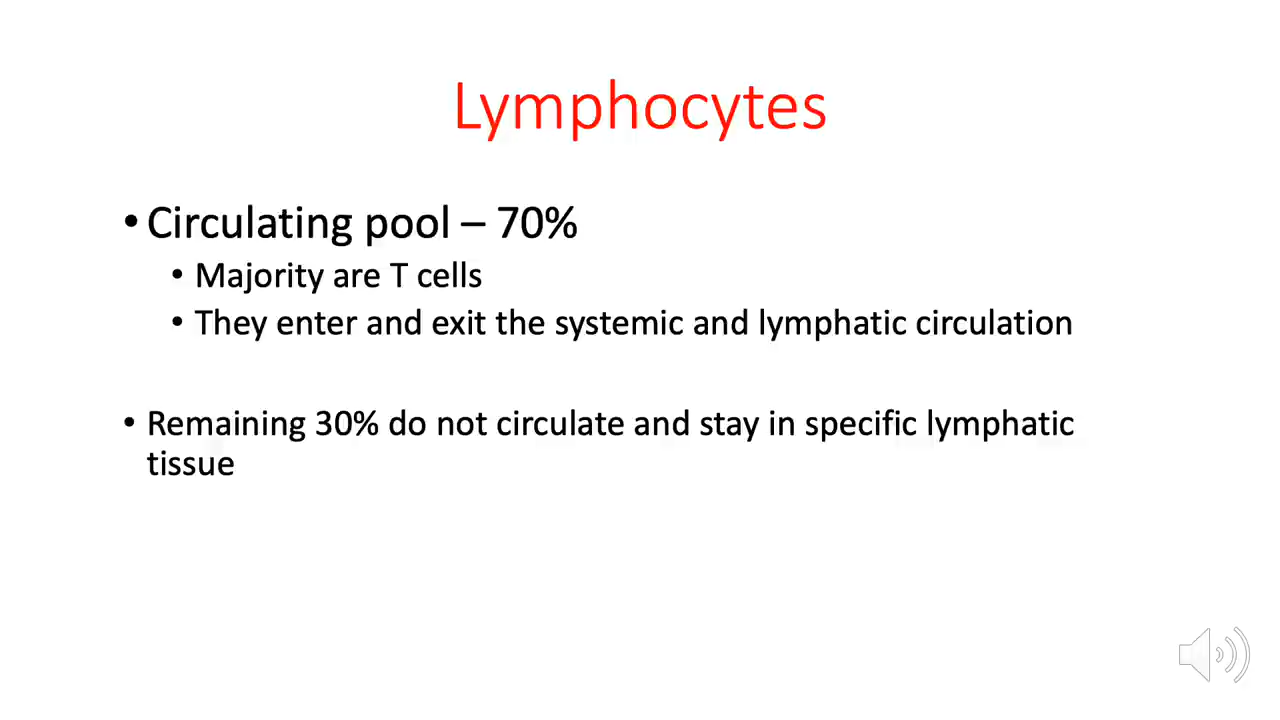 Lymphocytes
• Circulating pool – 70%
• Majority are T cells
• They enter and exit the systemic and lymphatic circulation
• Remaining 30% do not circulate and stay in specific lymphatic
tissue